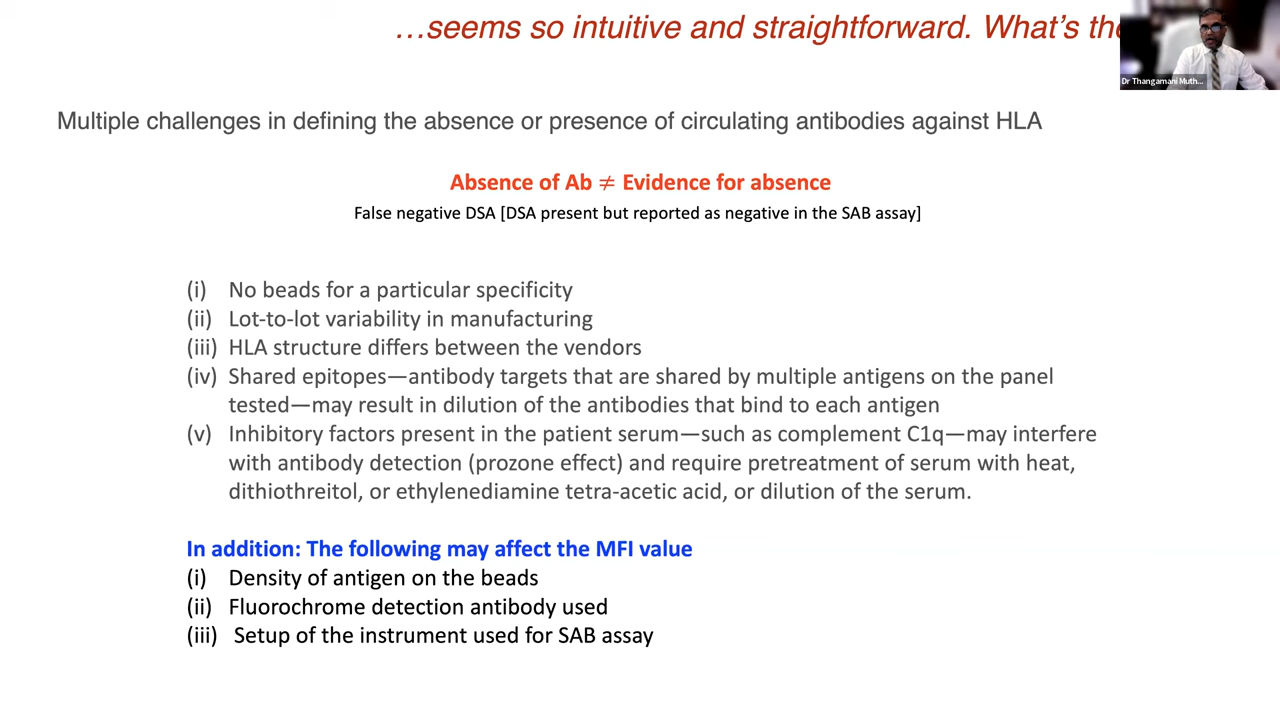 …seems so intuitive and straightforward. What's the
Dr Thangamani Muth...
Multiple challenges in defining the absence or presence of circulating antibodies against HLA
Absence of Ab ≠ Evidence for absence
False negative DSA [DSA present but reported as negative in the SAB assay]
(i) No beads for a particular specificity
(ii) Lot-to-lot variability in manufacturing
(iii) HLA structure differs between the vendors
(iv) Shared epitopes—antibody targets that are shared by multiple antigens on the panel
tested—may result in dilution of the antibodies that bind to each antigen
(v) Inhibitory factors present in the patient serum—such as complement C1q—may interfere
with antibody detection (prozone effect) and require pretreatment of serum with heat,
dithiothreitol, or ethylenediamine tetra-acetic acid, or dilution of the serum.
In addition: The following may affect the MFI value
(i) Density of antigen on the beads
(ii) Fluorochrome detection antibody used
(iii) Setup of the instrument used for SAB assay